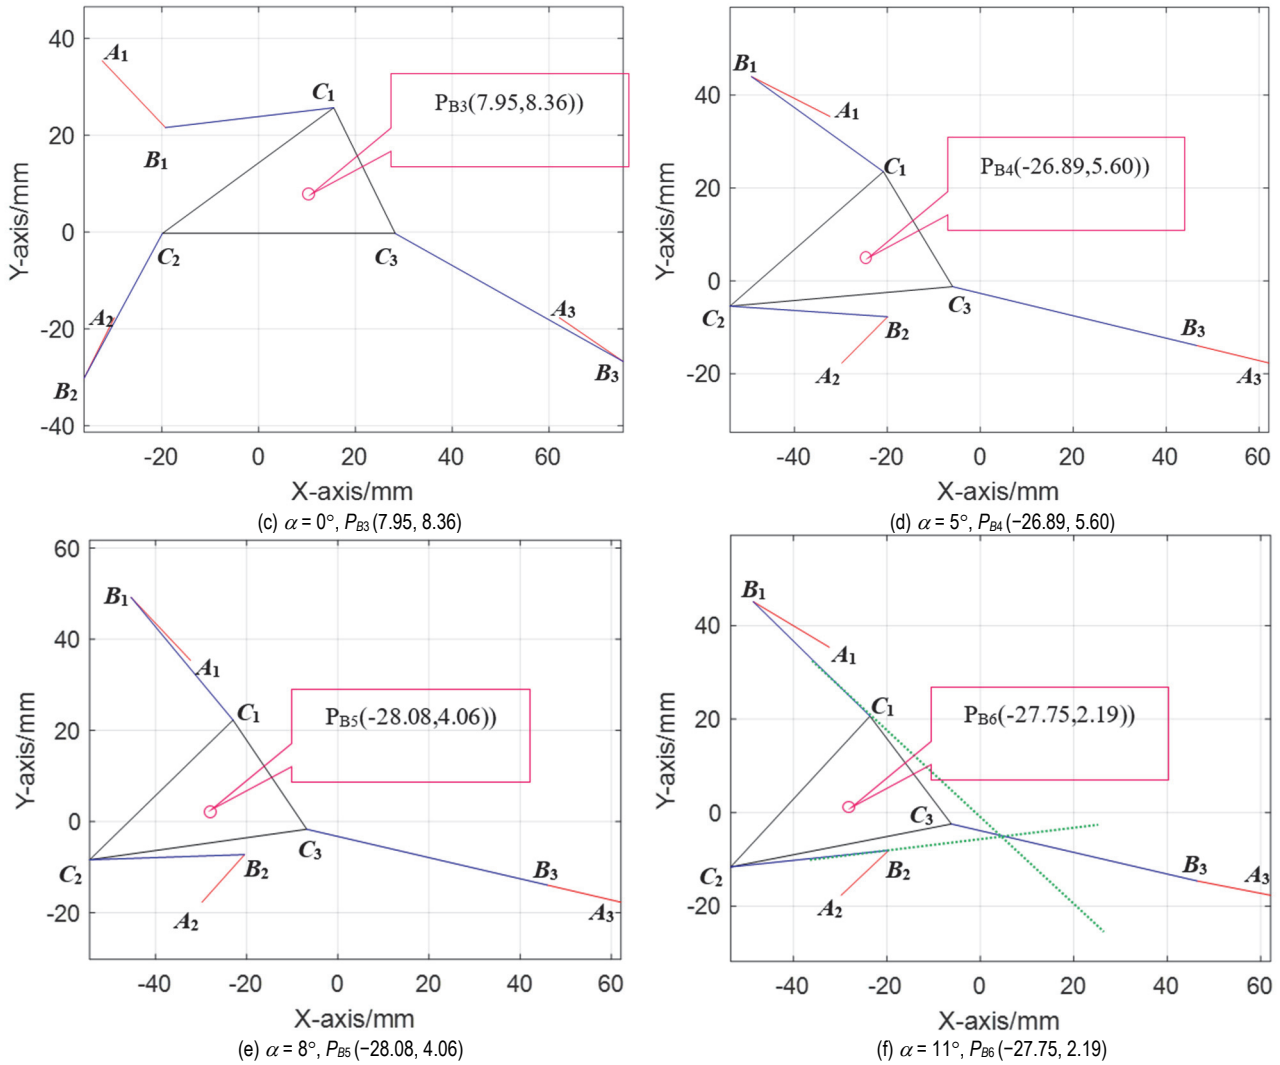 40
20
0
-20
-40
-20
0
20
40
60
Y-axis/mm
X-axis/mm
A1
B1
C1
C2
C3
A2
B2
A3
B3
PB3(7.95,8.36))
(c) α = 0°, PB3 (7.95, 8.36)
40
20
0
-20
-40
-20
0
20
40
60
Y-axis/mm
X-axis/mm
B1
A1
C1
C2
C3
B2
A2
B3
A3
PB4(-26.89,5.60))
(d) α = 5°, PB4 (−26.89, 5.60)
60
40
20
0
-20
-40
-20
0
20
40
60
Y-axis/mm
X-axis/mm
B1
A1
C1
C2
C3
B2
A2
B3
A3
PB5(-28.08,4.06))
(e) α = 8°, PB5 (−28.08, 4.06)
40
20
0
-20
-40
-20
0
20
40
60
Y-axis/mm
X-axis/mm
B1
A1
C1
C3
C2
B2
A2
B3
A3
PB6(-27.75,2.19))
(f) α = 11°, PB6 (−27.75, 2.19)